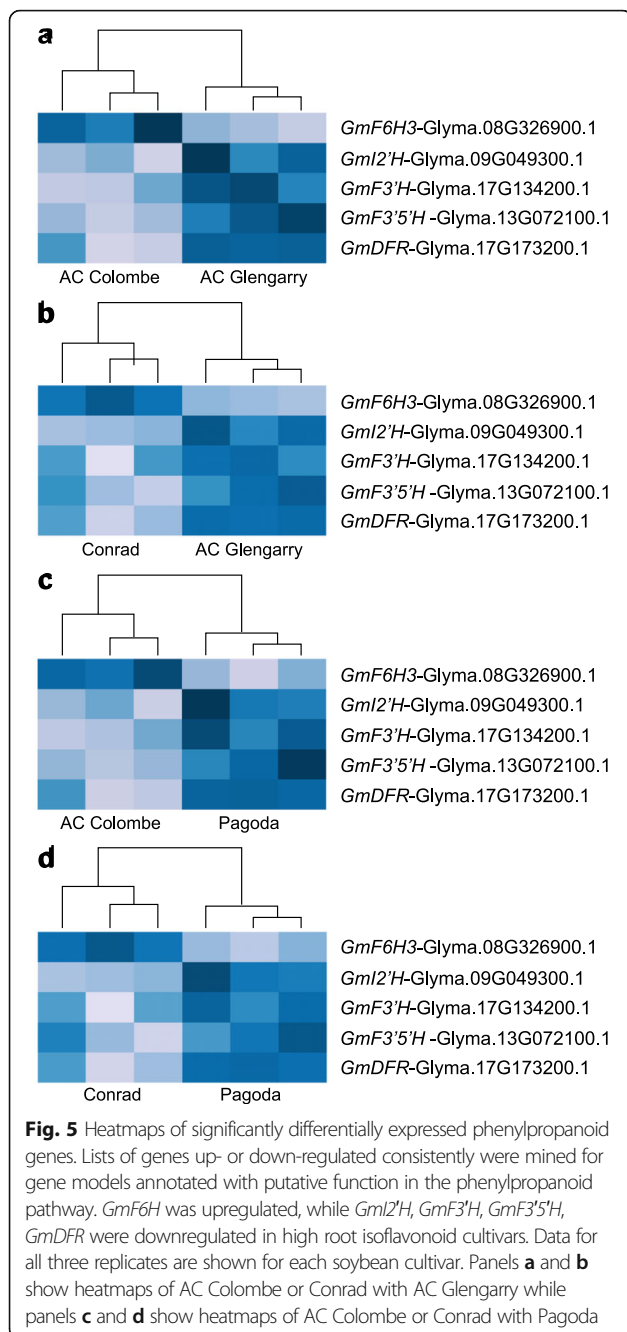 a
GmF6H3-Glyma.08G326900.1
GmI2'H-Glyma.09G049300.1
GmF3'H-Glyma.17G134200.1
GmF3'5'H -Glyma.13G072100.1
GmDFR-Glyma.17G173200.1
AC Colombe AC Glengarry
b
GmF6H3-Glyma.08G326900.1
GmI2'H-Glyma.09G049300.1
GmF3'H-Glyma.17G134200.1
GmF3'5'H -Glyma.13G072100.1
GmDFR-Glyma.17G173200.1
Conrad AC Glengarry
c
GmF6H3-Glyma.08G326900.1
GmI2'H-Glyma.09G049300.1
GmF3'H-Glyma.17G134200.1
GmF3'5'H -Glyma.13G072100.1
GmDFR-Glyma.17G173200.1
AC Colombe Pagoda
d
GmF6H3-Glyma.08G326900.1
GmI2'H-Glyma.09G049300.1
GmF3'H-Glyma.17G134200.1
GmF3'5'H -Glyma.13G072100.1
GmDFR-Glyma.17G173200.1
Conrad Pagoda
Fig. 5 Heatmaps of significantly differentially expressed phenylpropanoid
genes. Lists of genes up- or down-regulated consistently were mined for
gene models annotated with putative function in the phenylpropanoid
pathway. GmF6H was upregulated, while GmI2'H, GmF3'H, GmF3'5'H,
GmDFR were downregulated in high root isoflavonoid cultivars. Data for
all three replicates are shown for each soybean cultivar. Panels a and b
show heatmaps of AC Colombe or Conrad with AC Glengarry while
panels c and d show heatmaps of AC Colombe or Conrad with Pagoda